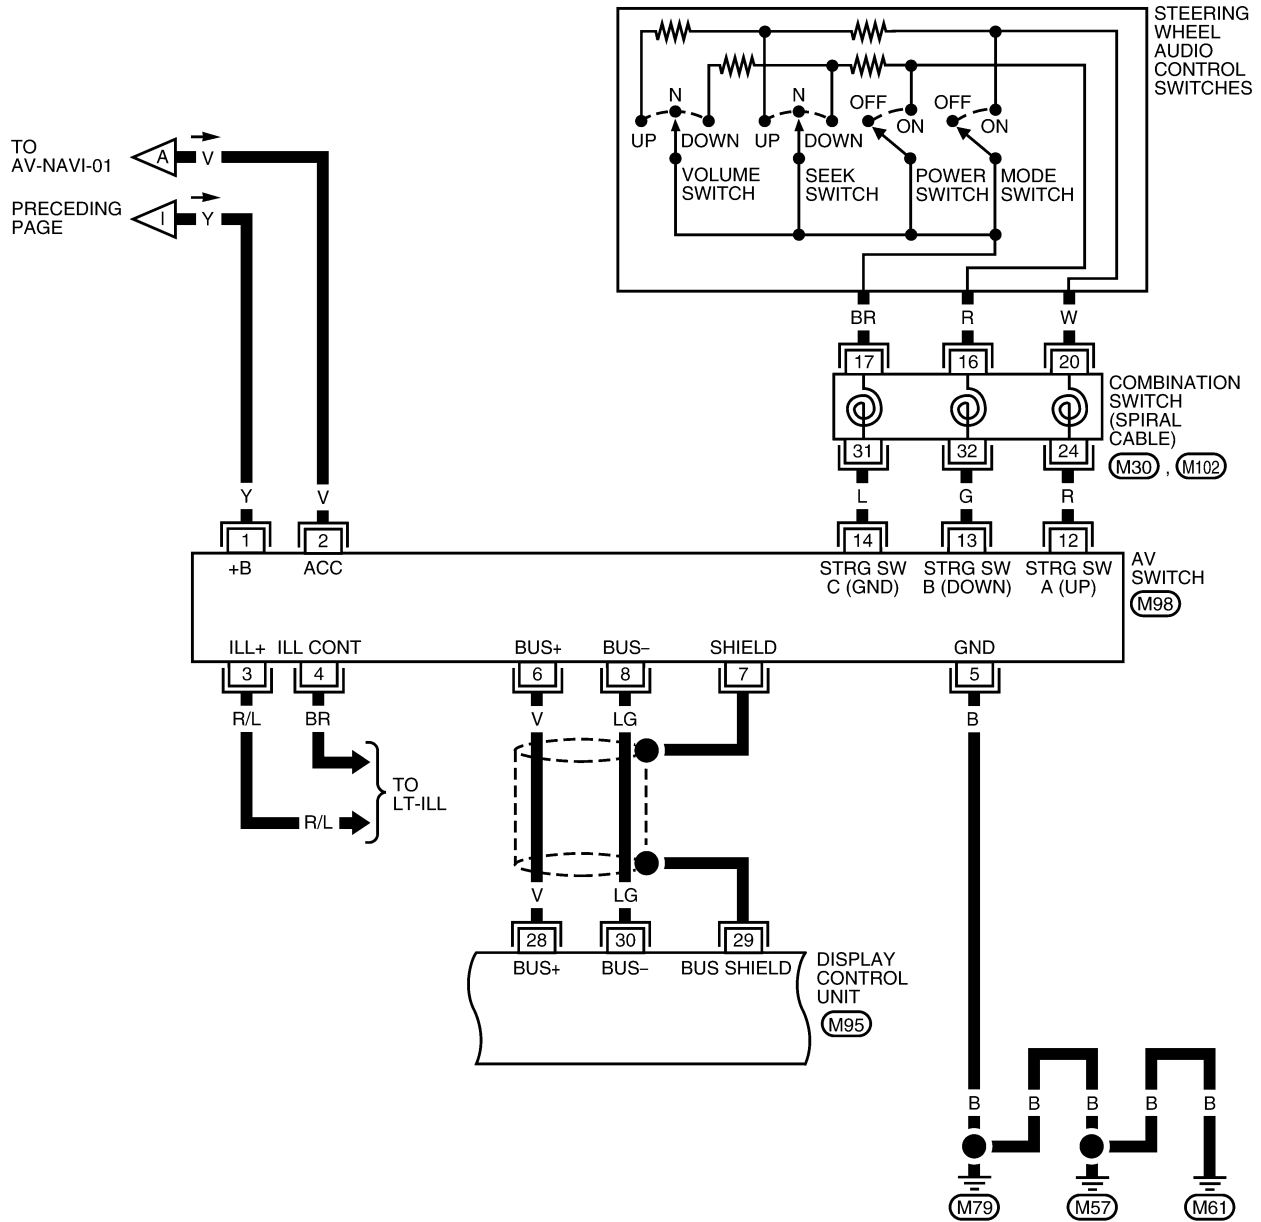 STEERING
WHEEL
AUDIO
CONTROL
SWITCHES
N
N
OFF
OFF
UP
DOWN
UP
DOWN
ON
ON
VOLUME
SWITCH
SEEK
SWITCH
POWER
SWITCH
MODE
SWITCH
TO
AV-NAVI-01
A
V
PRECEDING
PAGE
I
Y
BR
R
W
17
16
20
COMBINATION
SWITCH
(SPIRAL
CABLE)
M30 , M102
31
32
24
Y
V
L
G
R
1
2
14
13
12
+B
ACC
STRG SW
C (GND)
STRG SW
B (DOWN)
STRG SW
A (UP)
AV
SWITCH
M98
ILL+
ILL CONT
BUS+
BUS–
SHIELD
GND
3
4
6
8
7
5
R/L
BR
V
LG
B
TO
LT-ILL
R/L
V
LG
28
30
29
BUS+
BUS–
BUS SHIELD
DISPLAY
CONTROL
UNIT
M95
B
B
B
B
B
M79
M57
M61